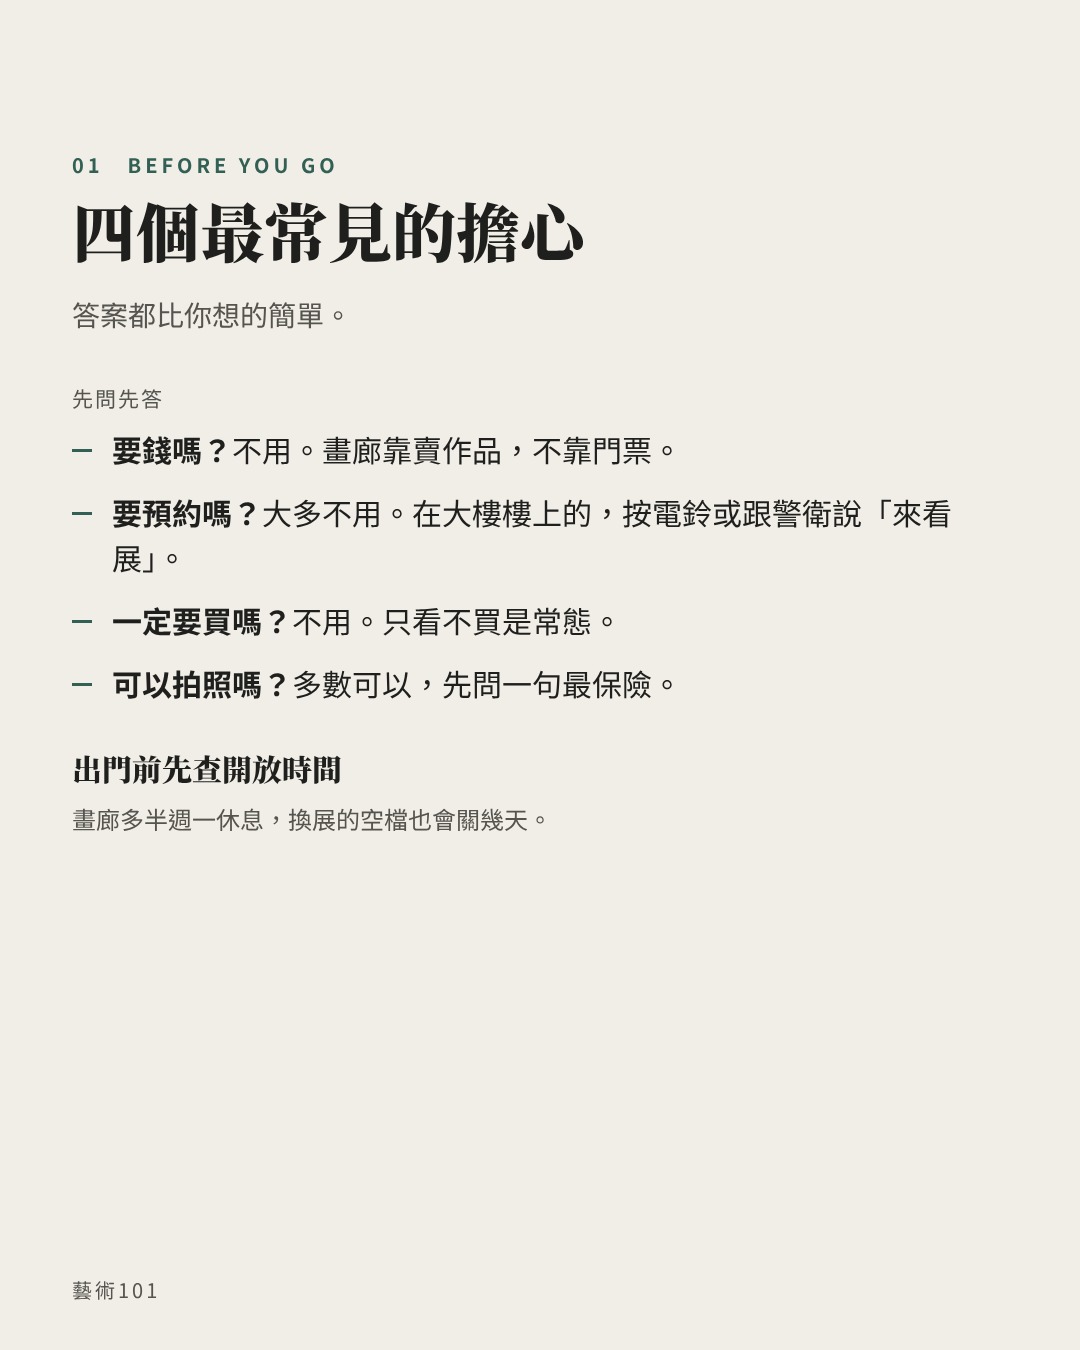 01 BEFORE YOU GO
四個最常見的擔心
答案都比你想的簡單。
先問先答
— 要錢嗎？不用。畫廊靠賣作品，不靠門票。
— 要預約嗎？大多不用。在大樓樓上的，按電鈴或跟警衛說「來看
展」。
— 一定要買嗎？不用。只看不買是常態。
— 可以拍照嗎？多數可以，先問一句最保險。
出門前先查開放時間
畫廊多半週一休息，換展的空檔也會關幾天。
藝術101